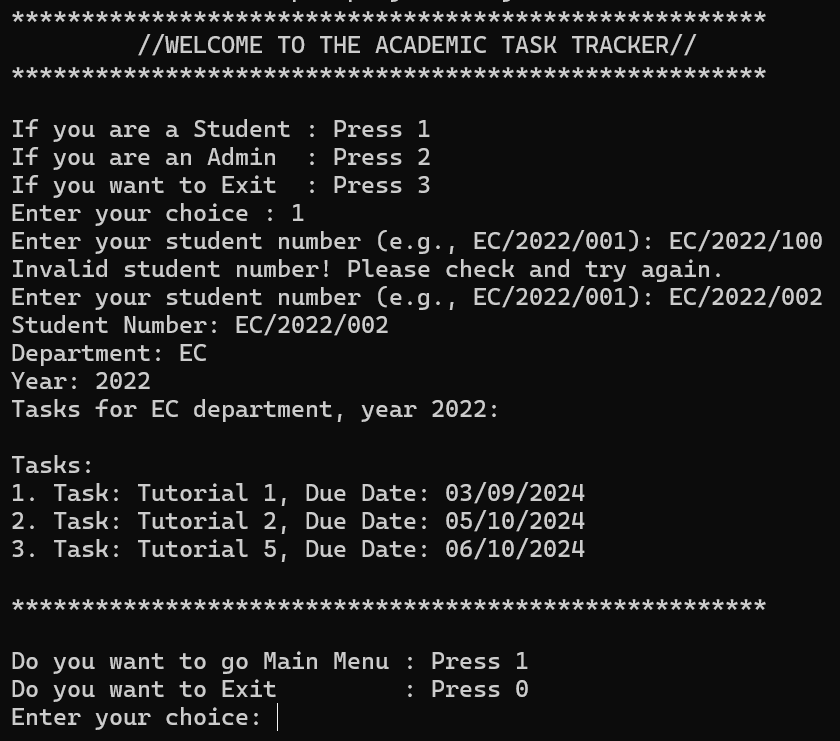 ******************************************************
//WELCOME TO THE ACADEMIC TASK TRACKER//
******************************************************
If you are a Student : Press 1
If you are an Admin  : Press 2
If you want to Exit  : Press 3
Enter your choice : 1
Enter your student number (e.g., EC/2022/001): EC/2022/100
Invalid student number! Please check and try again.
Enter your student number (e.g., EC/2022/001): EC/2022/002
Student Number: EC/2022/002
Department: EC
Year: 2022
Tasks for EC department, year 2022:
Tasks:
1. Task: Tutorial 1, Due Date: 03/09/2024
2. Task: Tutorial 2, Due Date: 05/10/2024
3. Task: Tutorial 5, Due Date: 06/10/2024
******************************************************
Do you want to go Main Menu : Press 1
Do you want to Exit         : Press 0
Enter your choice: